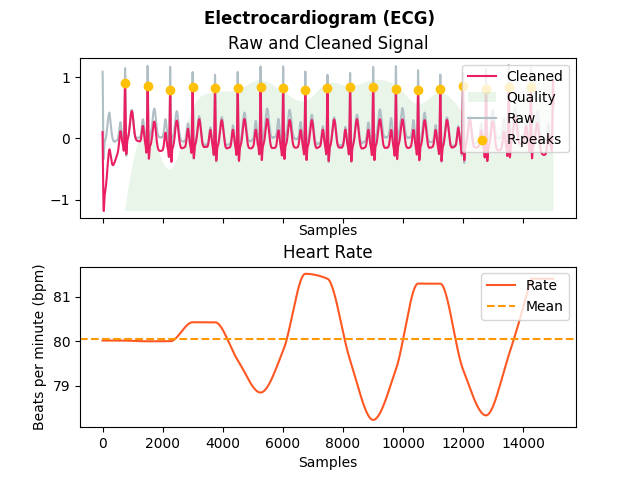 Electrocardiogram (ECG)
Raw and Cleaned Signal
1
0
−1
Cleaned
Quality
Raw
R-peaks
Samples
Heart Rate
Beats per minute (bpm)
81
80
79
Rate
Mean
0 2000 4000 6000 8000 10000 12000 14000
Samples